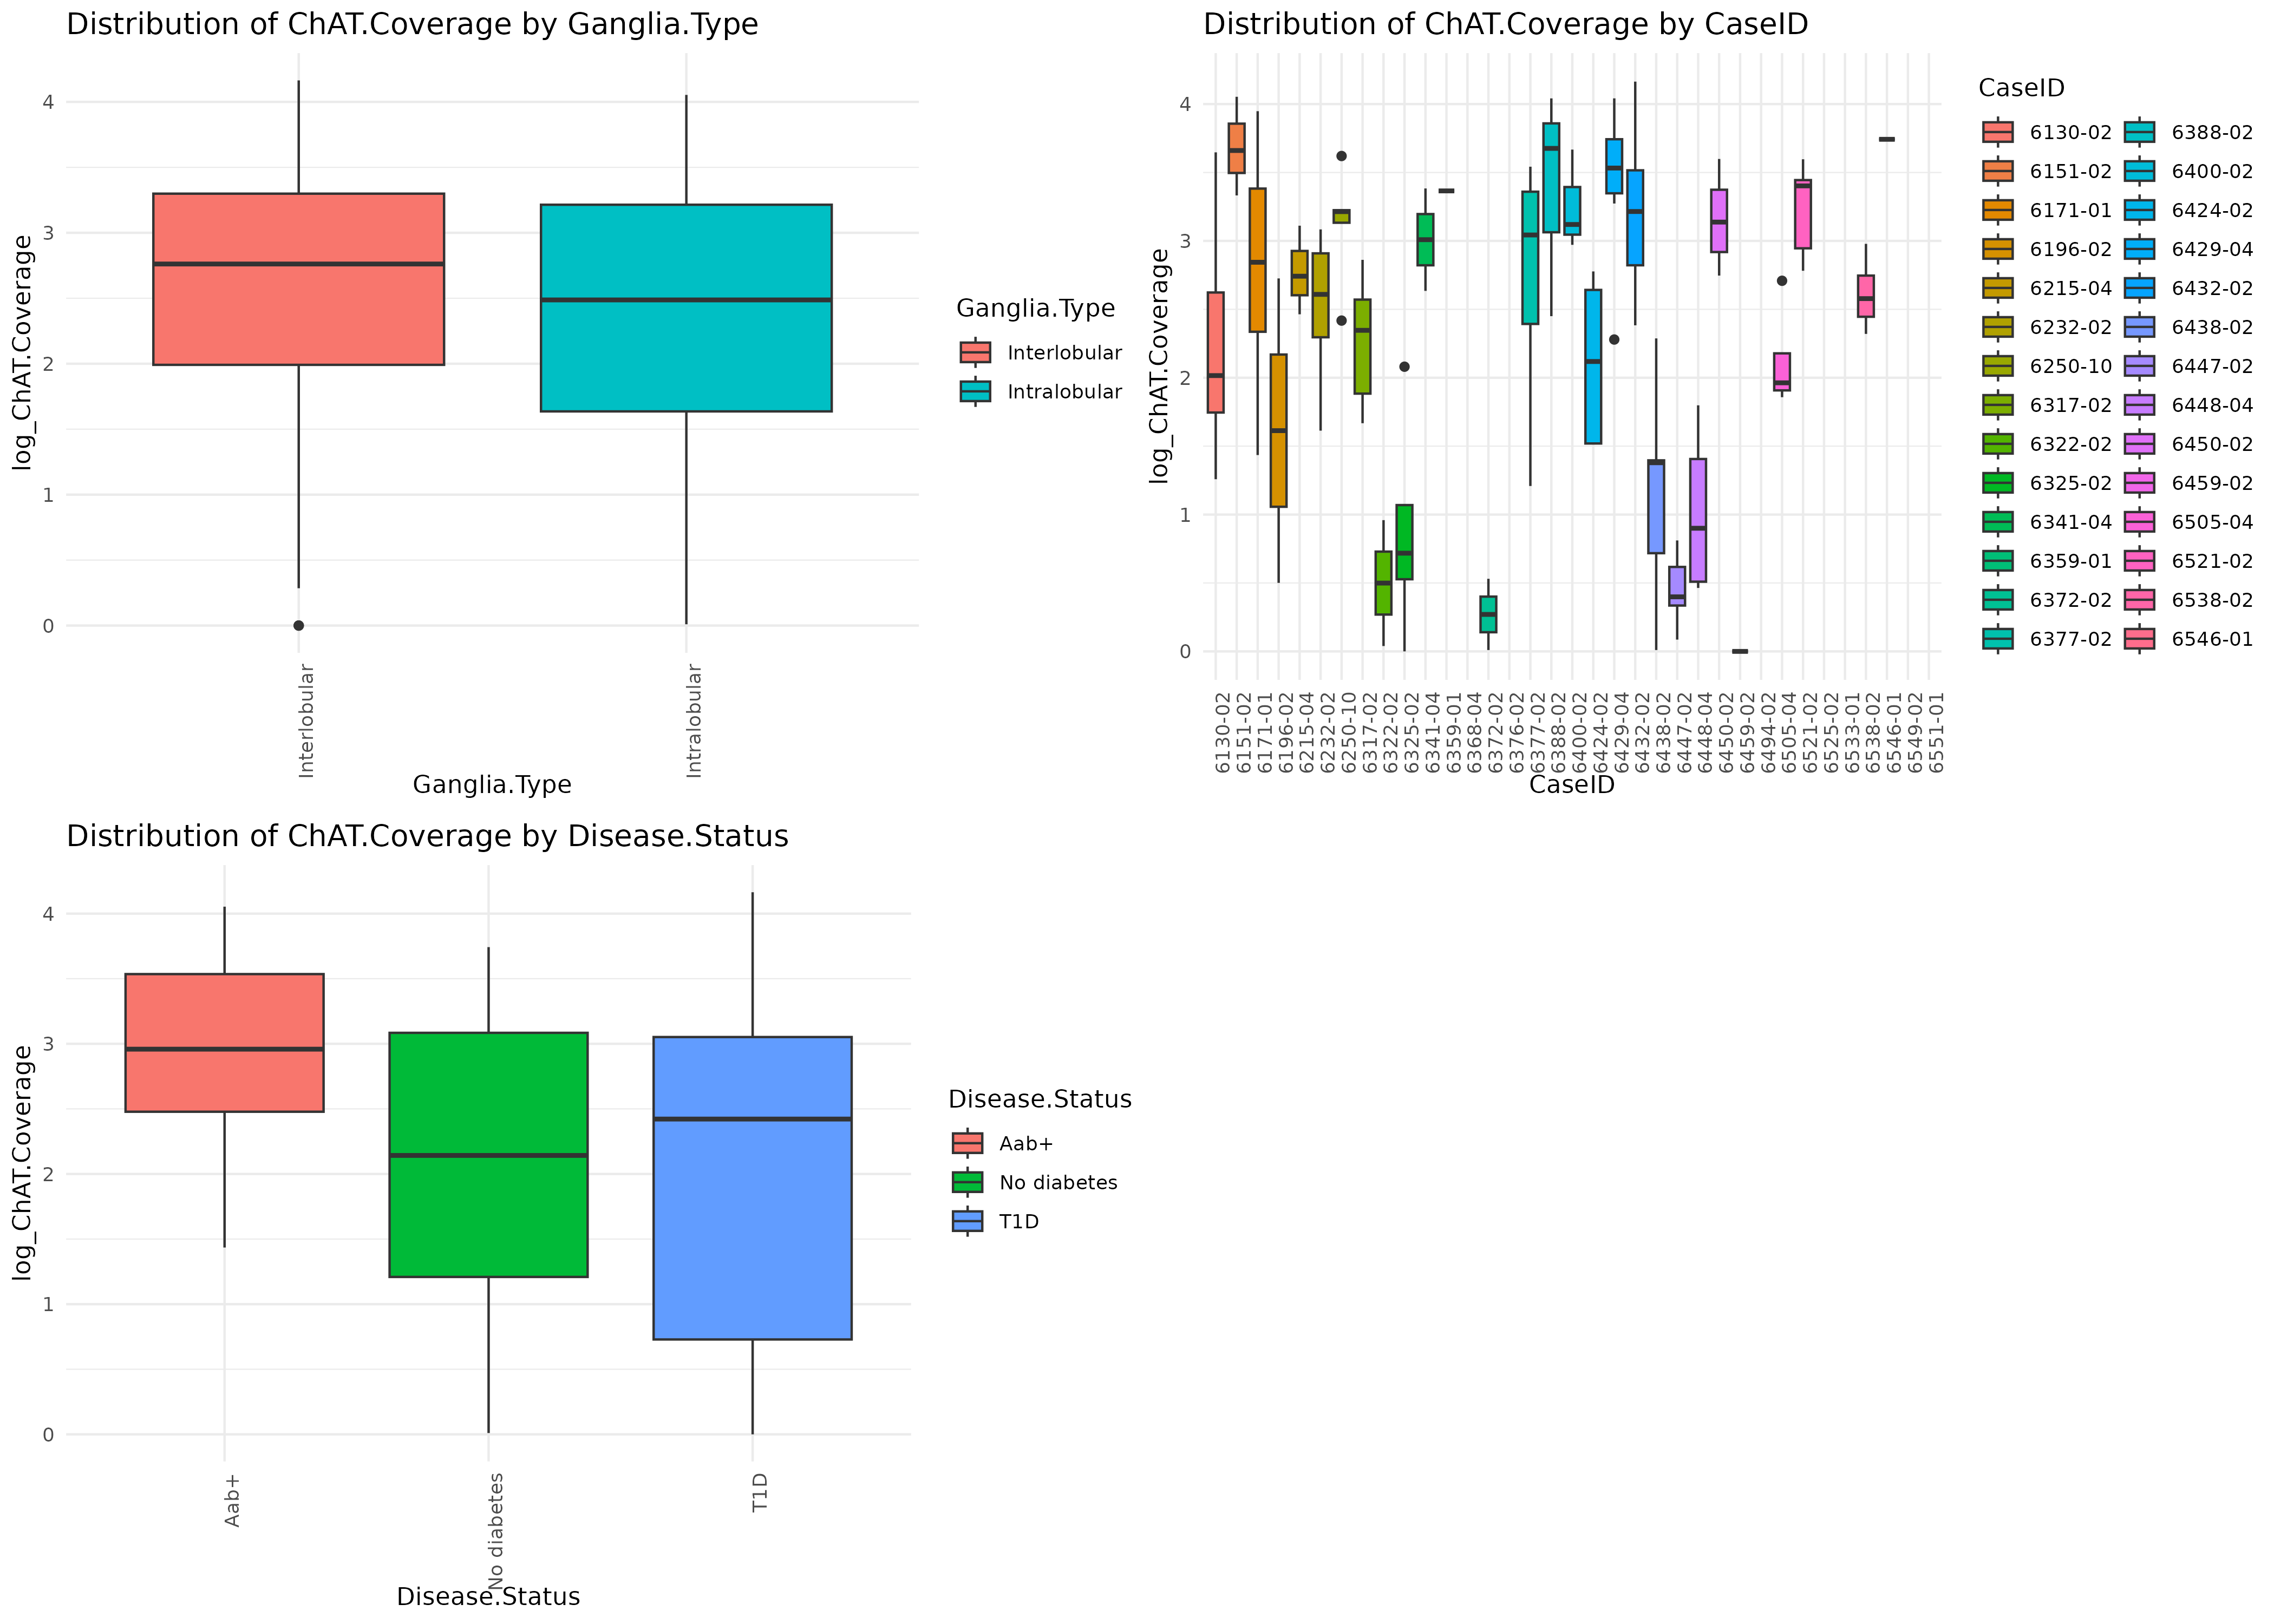 Distribution of ChAT.Coverage by Ganglia.Type
log_ChAT.Coverage
4
3
2
1
0
Interlobular
Intralobular
Ganglia.Type
Ganglia.Type
Interlobular
Intralobular
Distribution of ChAT.Coverage by CaseID
log_ChAT.Coverage
4
3
2
1
0
6130-02
6151-02
6171-01
6196-02
6215-04
6232-02
6250-10
6317-02
6322-02
6325-02
6341-04
6359-01
6368-04
6372-02
6376-02
6377-02
6388-02
6400-02
6424-02
6429-04
6432-02
6438-02
6447-02
6448-04
6450-02
6459-02
6494-02
6505-04
6521-02
6525-02
6533-01
6538-02
6546-01
6549-02
6551-01
CaseID
CaseID
6130-02 6388-02
6151-02 6400-02
6171-01 6424-02
6196-02 6429-04
6215-04 6432-02
6232-02 6438-02
6250-10 6447-02
6317-02 6448-04
6322-02 6450-02
6325-02 6459-02
6341-04 6505-04
6359-01 6521-02
6372-02 6538-02
6377-02 6546-01
Distribution of ChAT.Coverage by Disease.Status
log_ChAT.Coverage
4
3
2
1
0
Aab+
No diabetes
T1D
Disease.Status
Disease.Status
Aab+
No diabetes
T1D